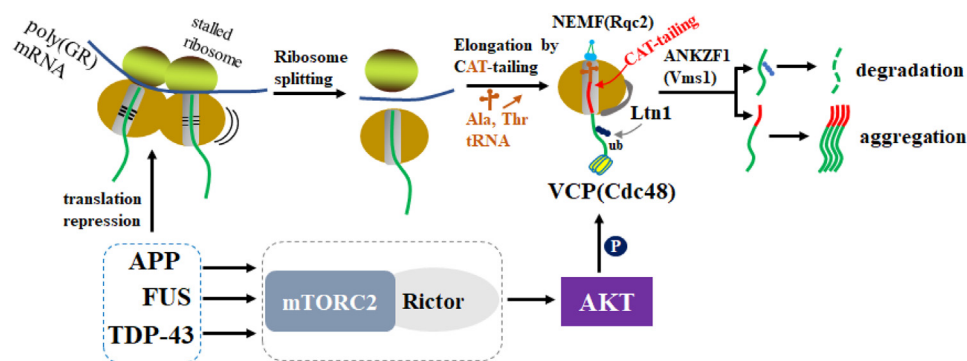 poly(GR)
mRNA
stalled
ribosome
Ribosome
splitting
Elongation by
CAT-tailing
Ala, Thr
tRNA
NEMF(Rqc2)
CAT-tailing
Ltn1
ub
VCP(Cdc48)
ANKZF1
(Vms1)
degradation
aggregation
translation
repression
APP
FUS
TDP-43
mTORC2
Rictor
AKT
P